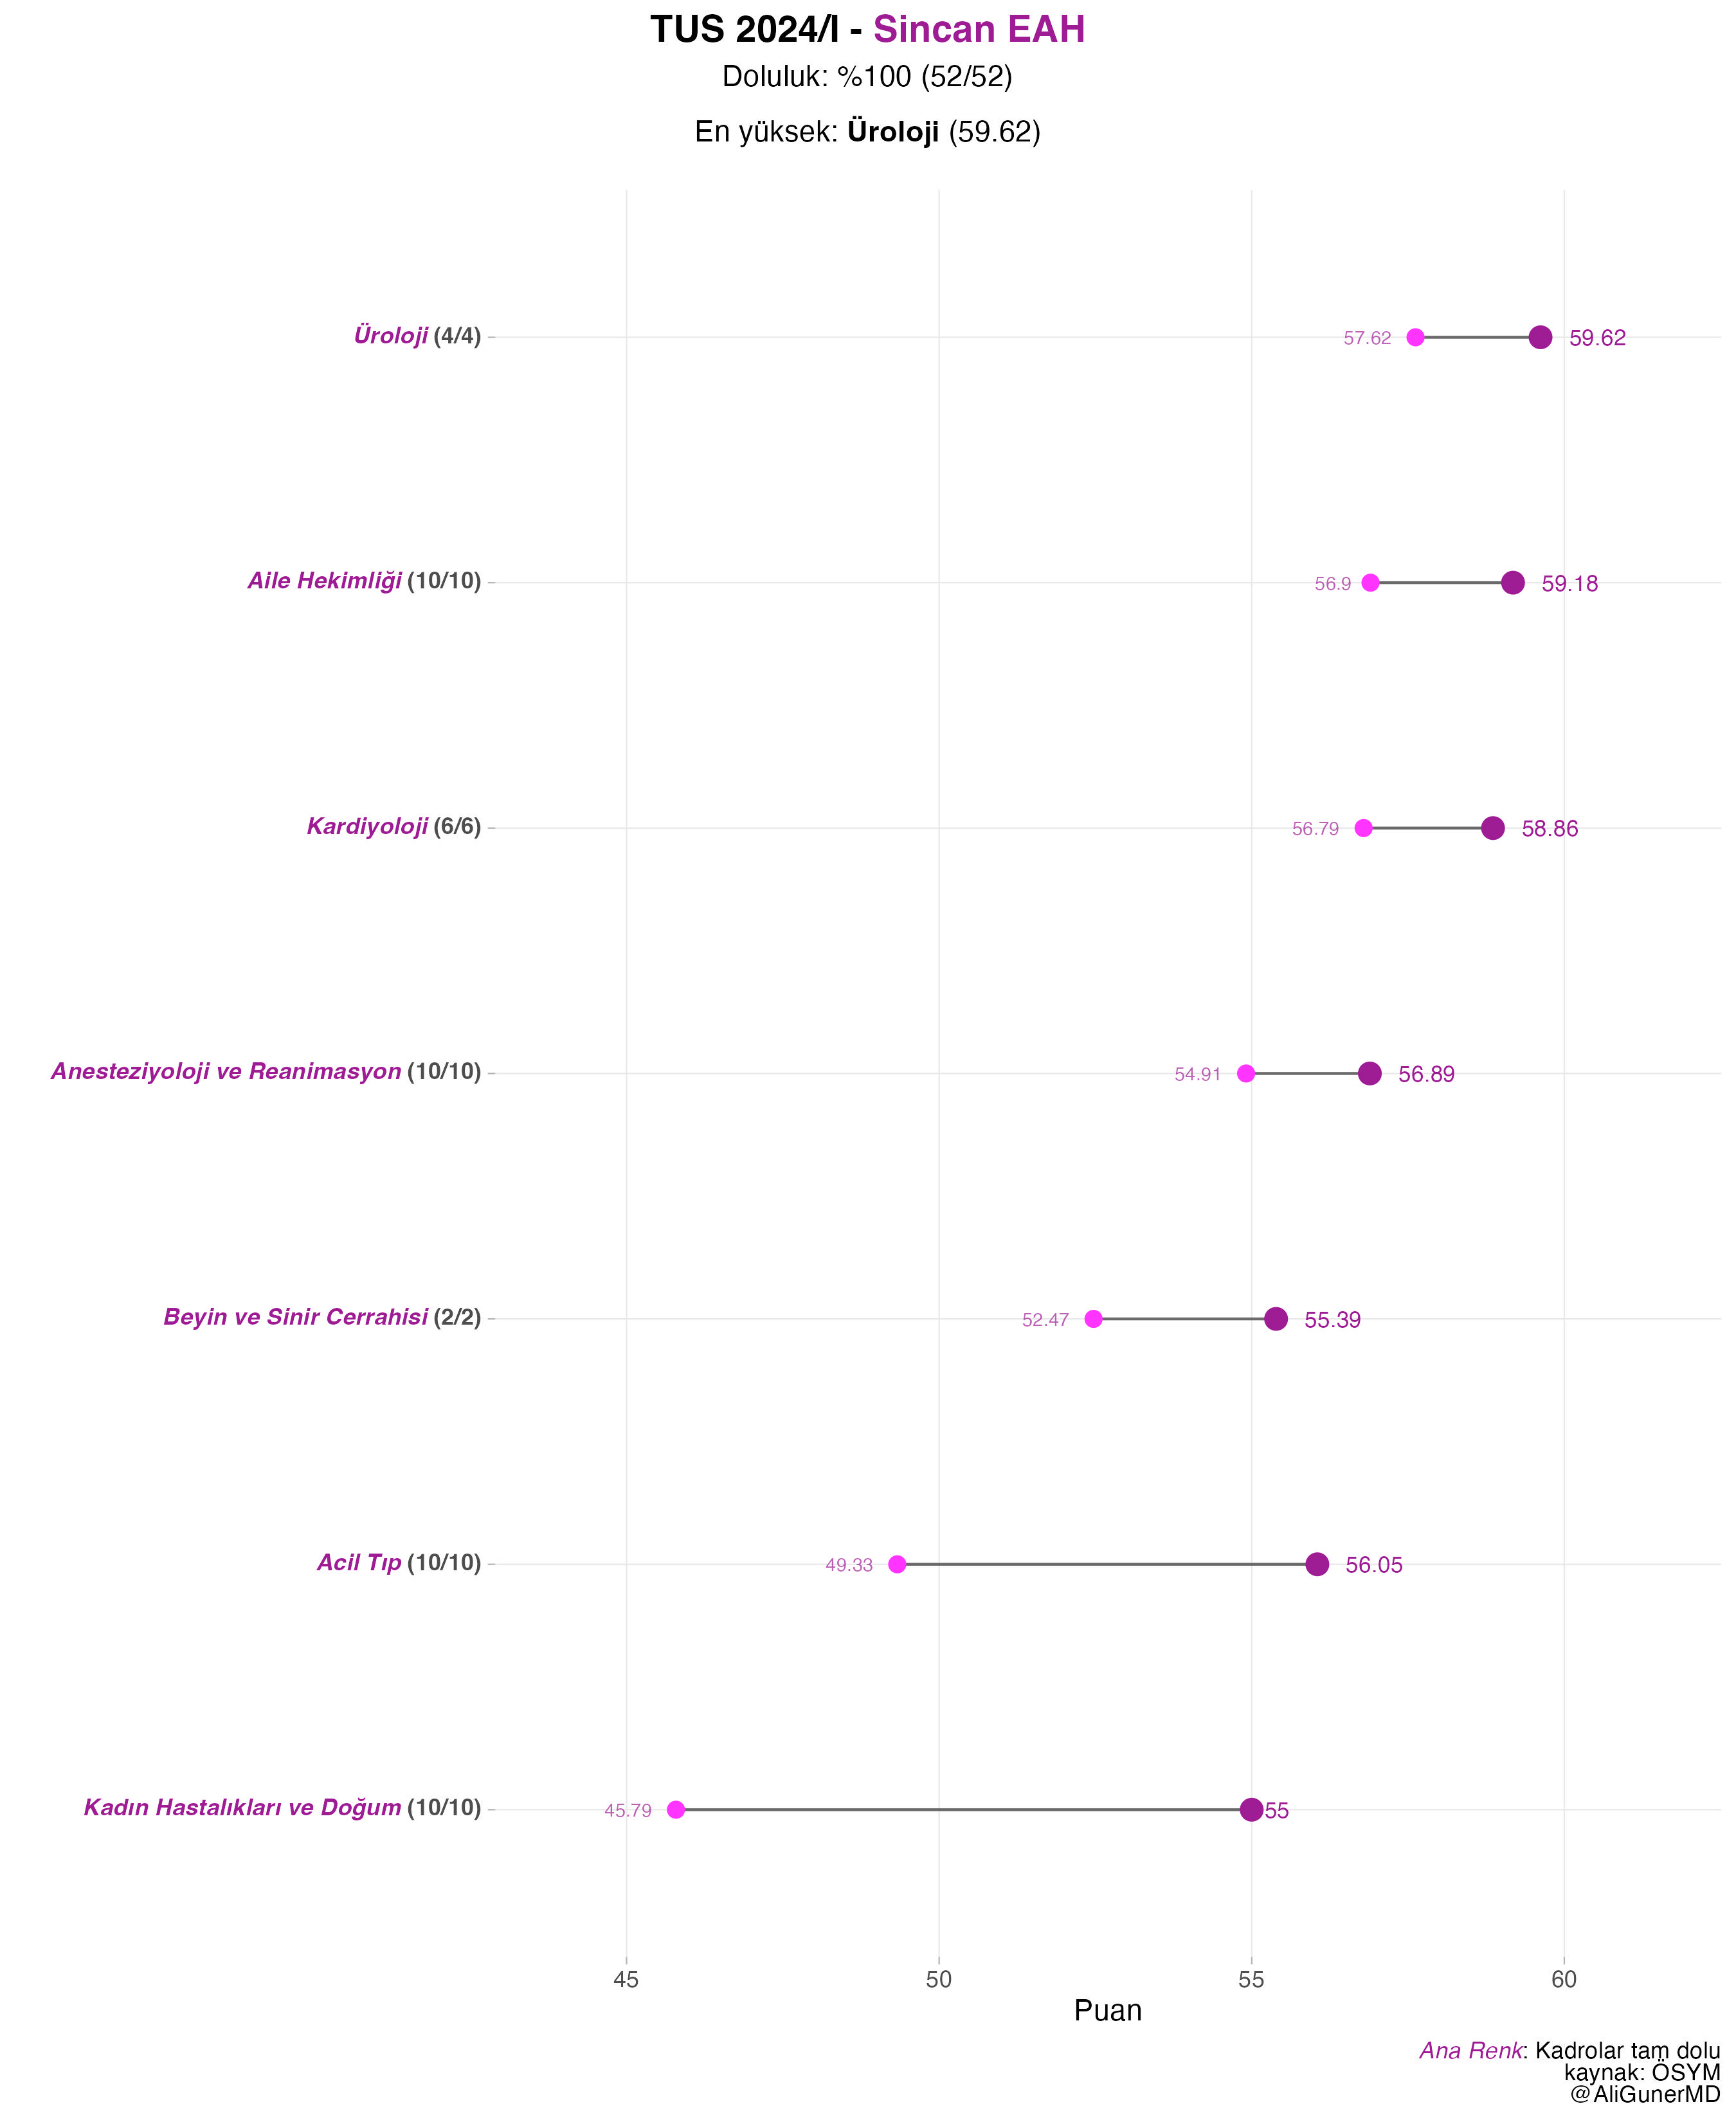 TUS 2024/I - Sincan EAH
Doluluk: %100 (52/52)
En yüksek: Üroloji (59.62)
Üroloji (4/4) 57.62 59.62
Aile Hekimliği (10/10) 56.9 59.18
Kardiyoloji (6/6) 56.79 58.86
Anesteziyoloji ve Reanimasyon (10/10) 54.91 56.89
Beyin ve Sinir Cerrahisi (2/2) 52.47 55.39
Acil Tıp (10/10) 49.33 56.05
Kadın Hastalıkları ve Doğum (10/10) 45.79 55
45 50 55 60
Puan
Ana Renk: Kadrolar tam dolu
kaynak: ÖSYM
@AliGunerMD